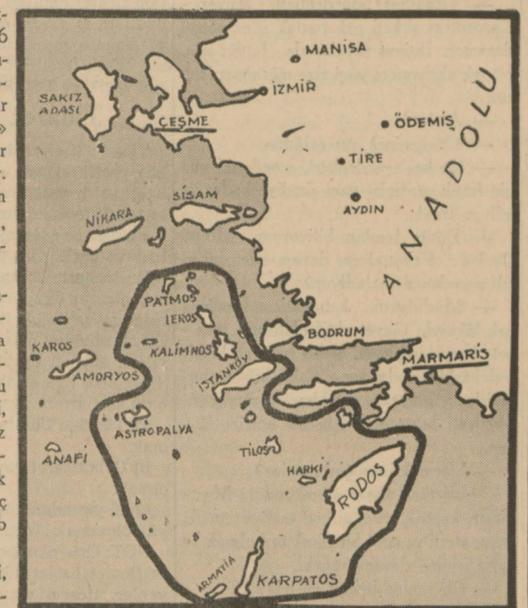 MANİSA
İZMİR
SAKIZ
ADASI
ÇEŞME
ÖDEMİŞ
TİRE
AYDIN
ANADOLU
SİSAM
NİKARA
PATMOS
LEROS
KALİMNOS
İSTANKÖY
BODRUM
MARMARİS
KAROS
AMORYOS
ASTROPALYA
ANAFİ
TİLOS
HARKİ
RODOS
ARMATYA
KARPATOS